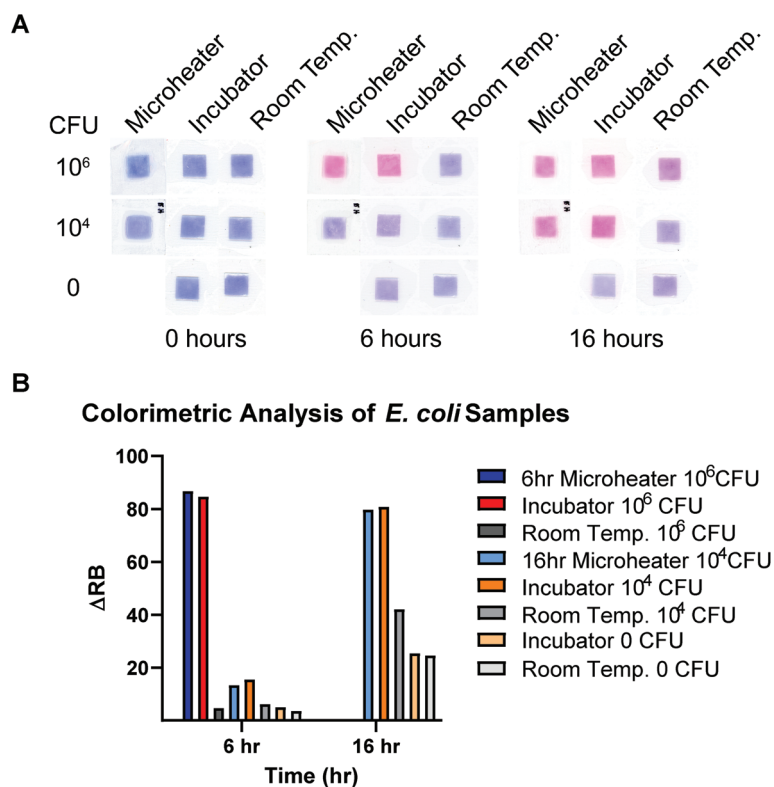 A
Microheater Incubator Room Temp. Microheater Incubator Room Temp. Microheater Incubator Room Temp.
CFU
10⁶
10⁴
0
0 hours 6 hours 16 hours
B
Colorimetric Analysis of E. coli Samples
100
80
60
40
20
ΔRB
6 hr 16 hr
Time (hr)
6hr Microheater 10⁶CFU
Incubator 10⁶ CFU
Room Temp. 10⁶ CFU
16hr Microheater 10⁴CFU
Incubator 10⁴ CFU
Room Temp. 10⁴ CFU
Incubator 0 CFU
Room Temp. 0 CFU